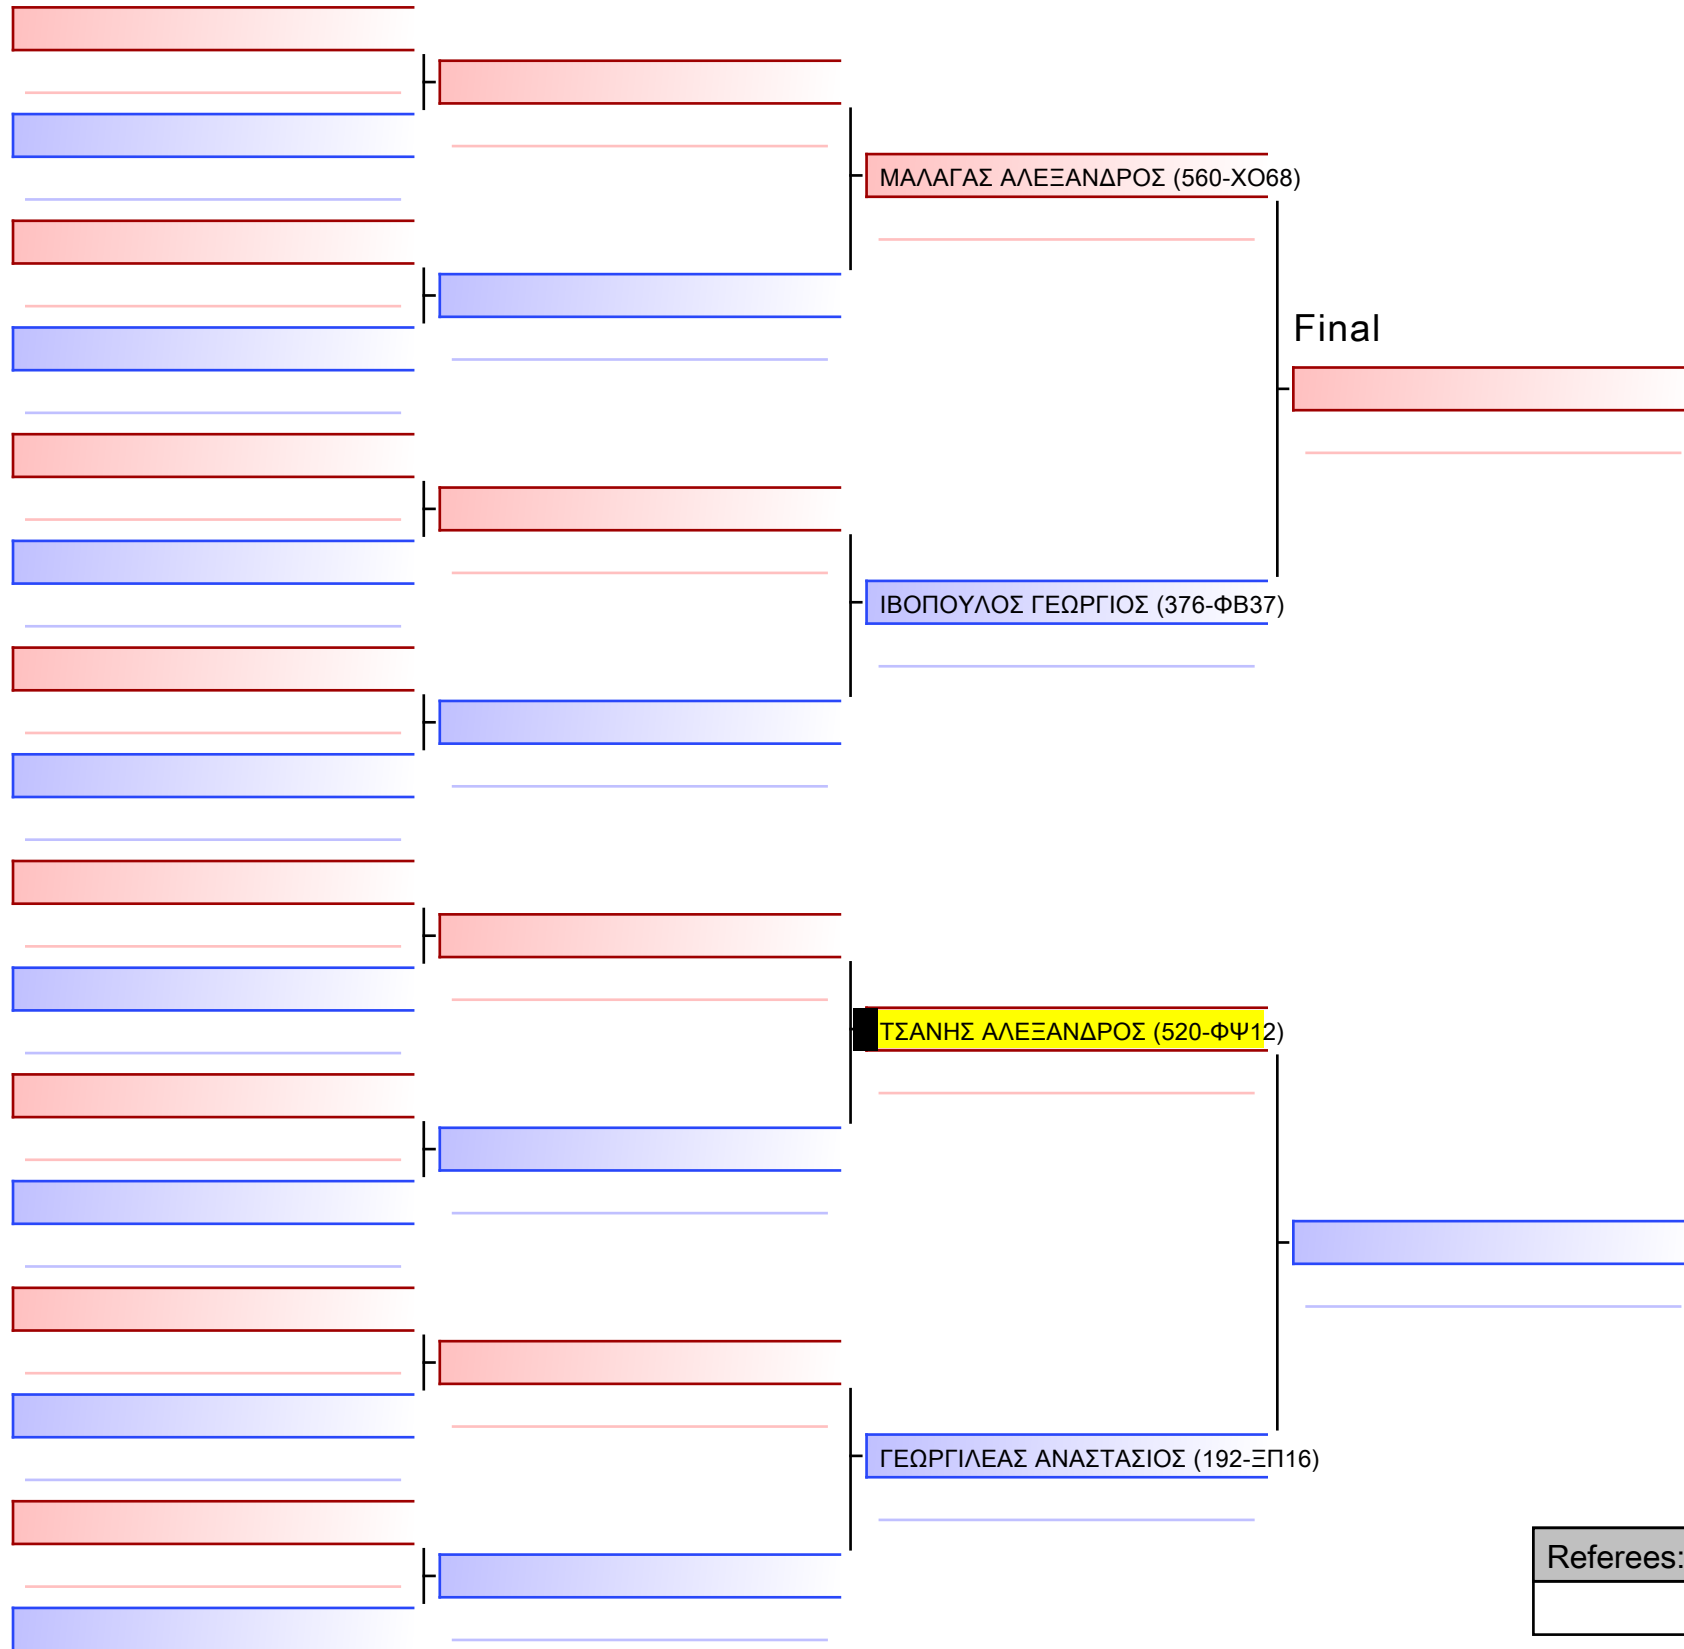 ΜΑΛΑΓΑΣ ΑΛΕΞΑΝΔΡΟΣ (560-ΧΟ68)
Final
ΙΒΟΠΟΥΛΟΣ ΓΕΩΡΓΙΟΣ (376-ΦΒ37)
ΤΣΑΝΗΣ ΑΛΕΞΑΝΔΡΟΣ (520-ΦΨ12)
ΓΕΩΡΓΙΛΕΑΣ ΑΝΑΣΤΑΣΙΟΣ (192-ΞΠ16)
Referees: